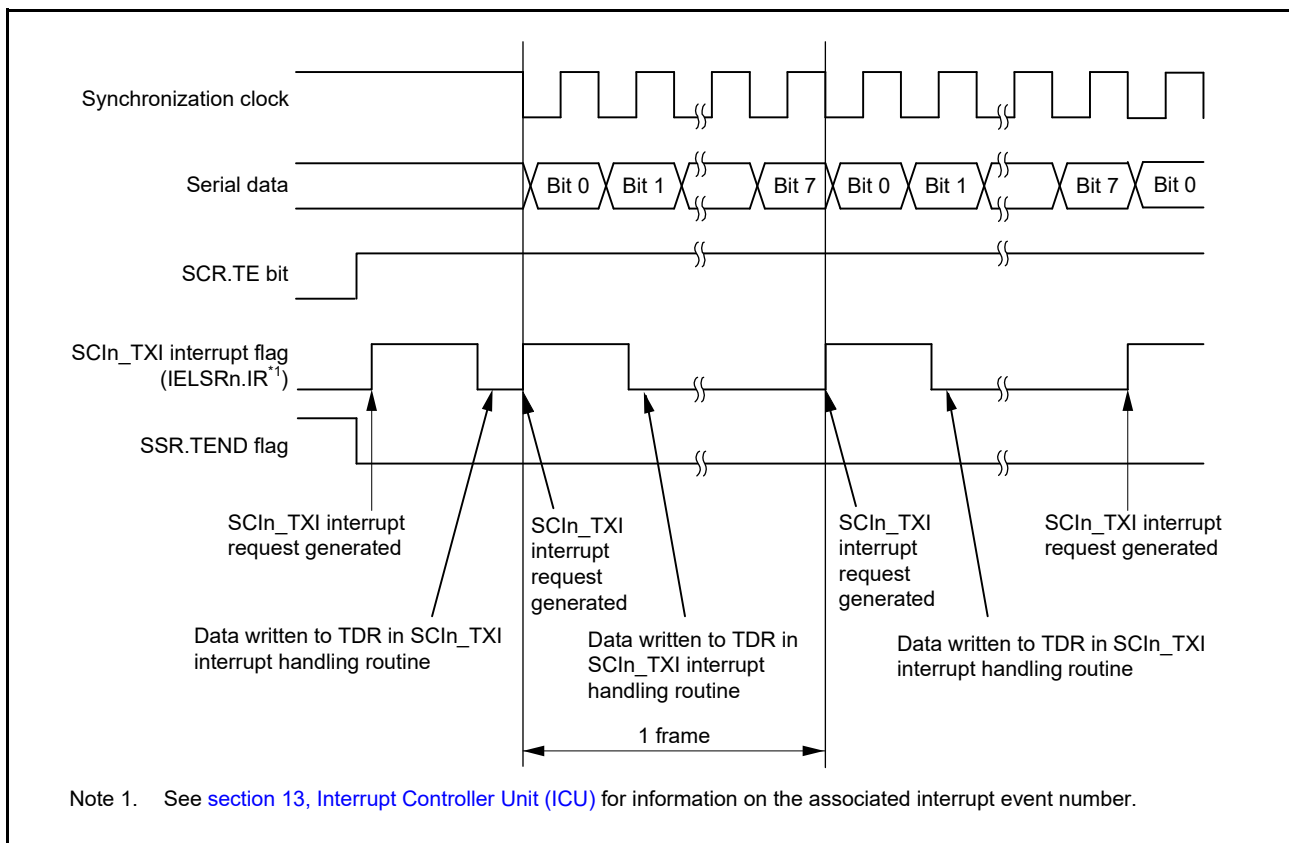 Synchronization clock
Serial data
Bit 0 Bit 1 Bit 7 Bit 0 Bit 1 Bit 7 Bit 0
SCR.TE bit
SCIn_TXI interrupt flag
(IELSRn.IR*1)
SSR.TEND flag
SCIn_TXI interrupt
request generated
SCIn_TXI
interrupt
request
generated
SCIn_TXI
interrupt
request
generated
SCIn_TXI interrupt
request generated
Data written to TDR in SCIn_TXI
interrupt handling routine
Data written to TDR in
SCIn_TXI interrupt
handling routine
Data written to TDR in SCIn_TXI
interrupt handling routine
1 frame
Note 1. See section 13, Interrupt Controller Unit (ICU) for information on the associated interrupt event number.